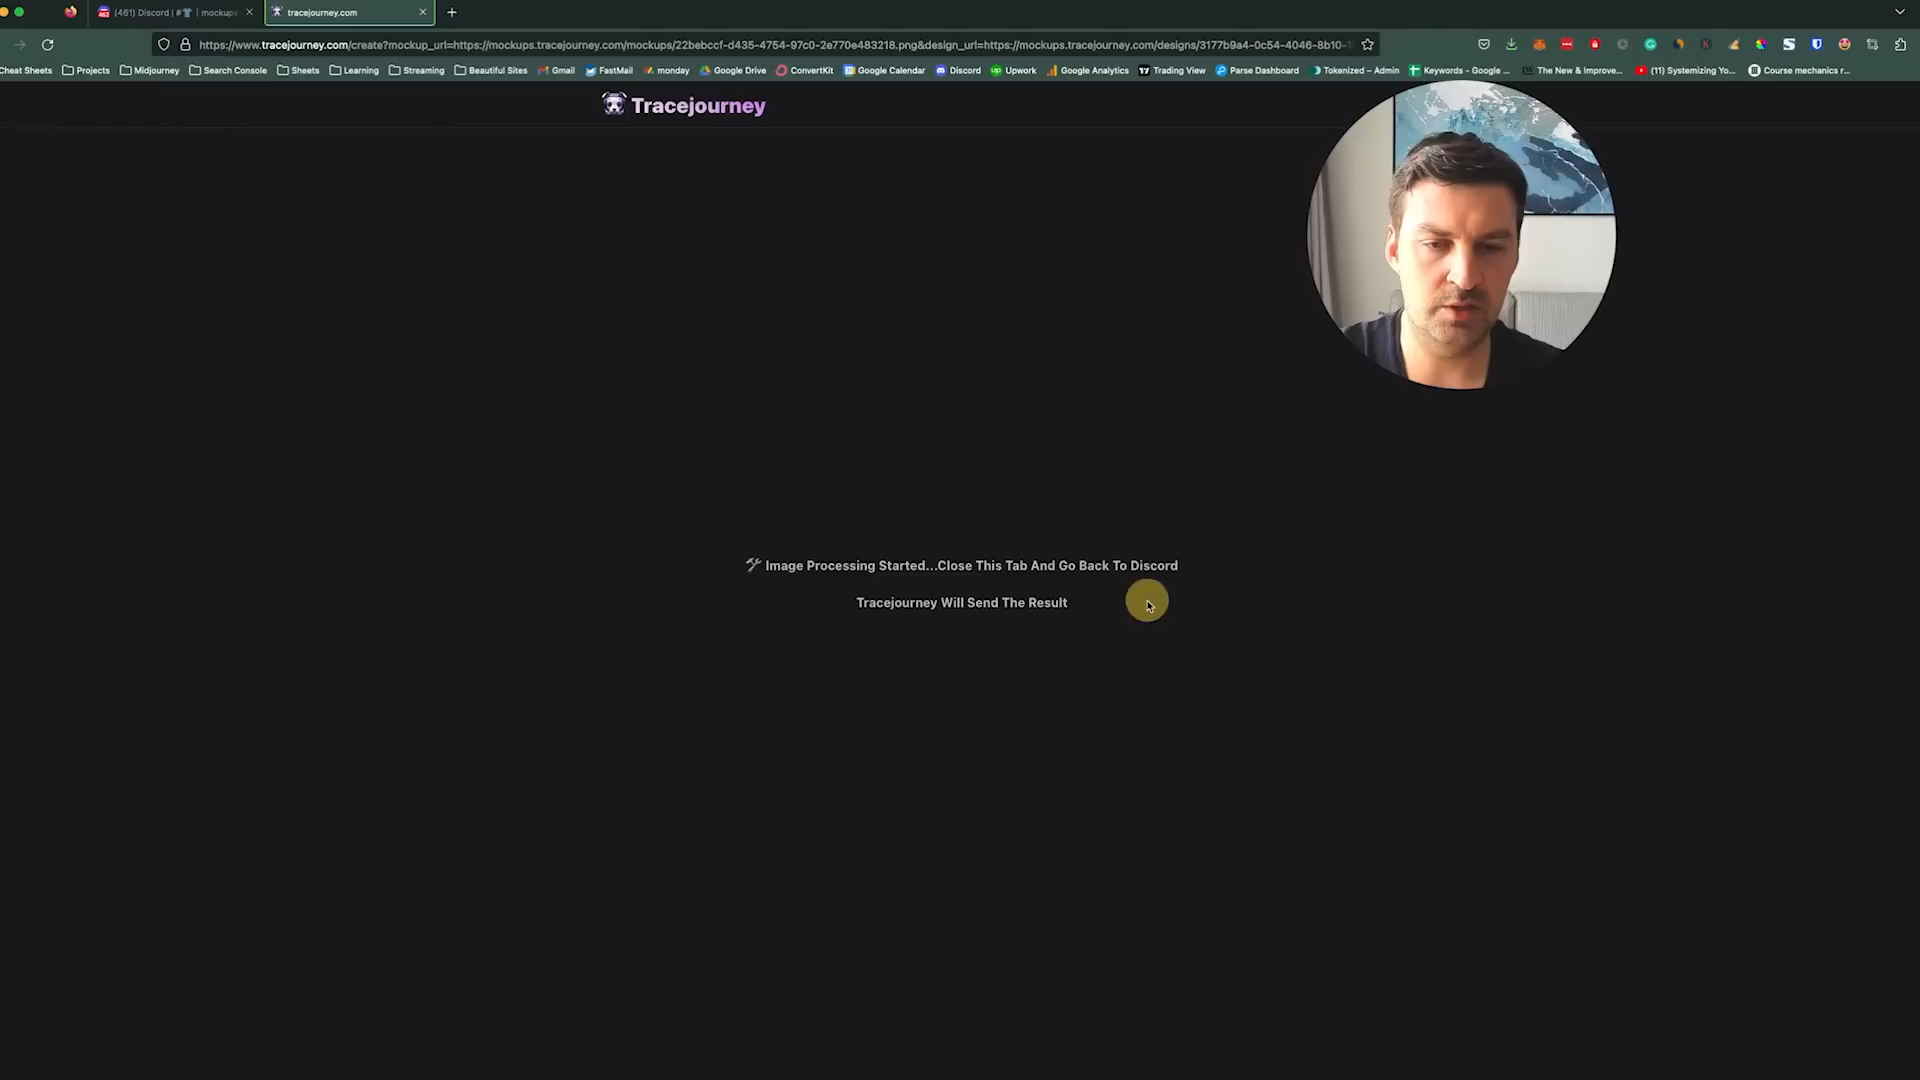 462 (461) Discord | #👕 | mockups
tracejourney.com
https://www.tracejourney.com/create?mockup_url=https://mockups.tracejourney.com/mockups/22bebccf-d435-4754-97c0-2e770e483218.png&design_url=https://mockups.tracejourney.com/designs/3177b9a4-0c54-4046-8b10-1
Cheat Sheets Projects Midjourney Search Console Sheets Learning Streaming Beautiful Sites Gmail FastMail monday Google Drive ConvertKit Google Calendar Discord Upwork Google Analytics Trading View Parse Dashboard Tokenized – Admin Keywords - Google ... The New & Improve... (11) Systemizing Yo... Course mechanics r...
Tracejourney
🛠 Image Processing Started...Close This Tab And Go Back To Discord
Tracejourney Will Send The Result